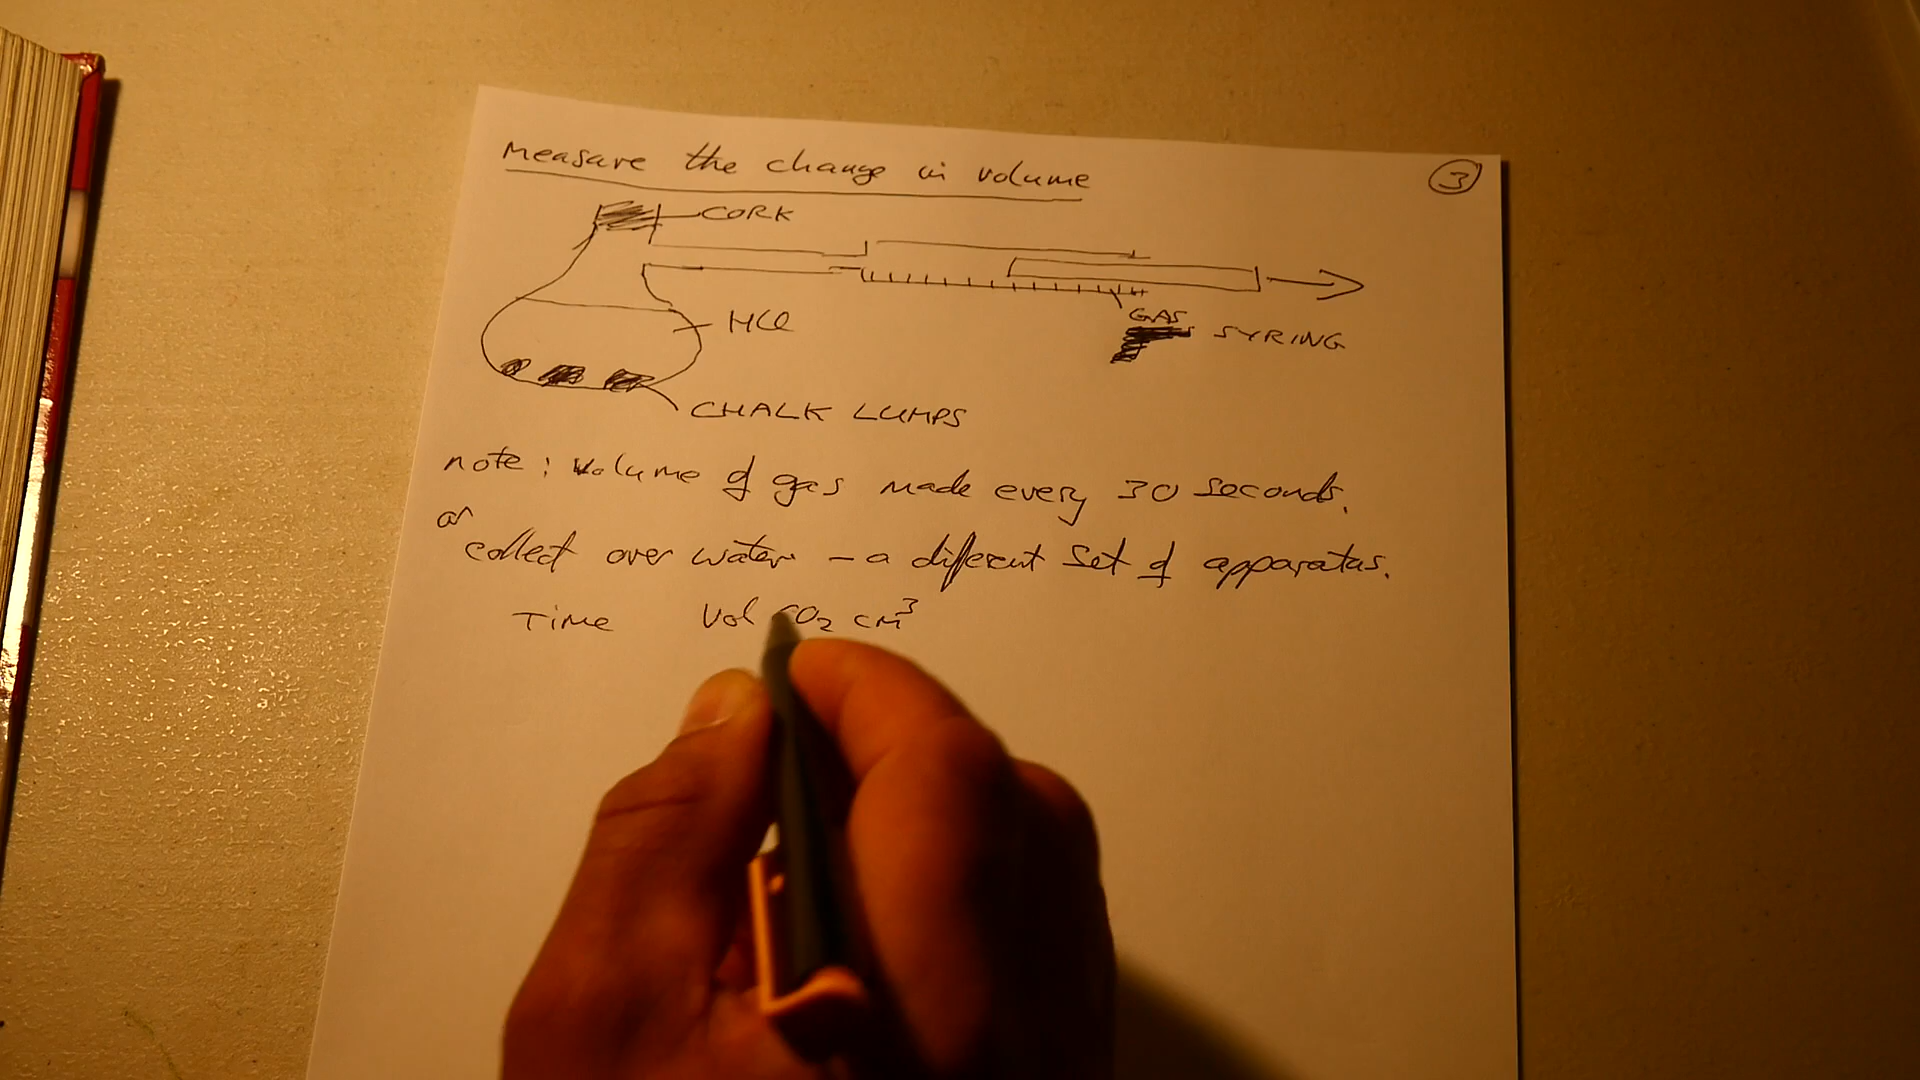 measure the change in volume
3
CORK
HCl
GAS
SYRING
CHALK LUMPS
note: volume of gas made every 30 seconds.
or
collect over water - a different set of apparatus.
TIME Vol CO₂ cm³